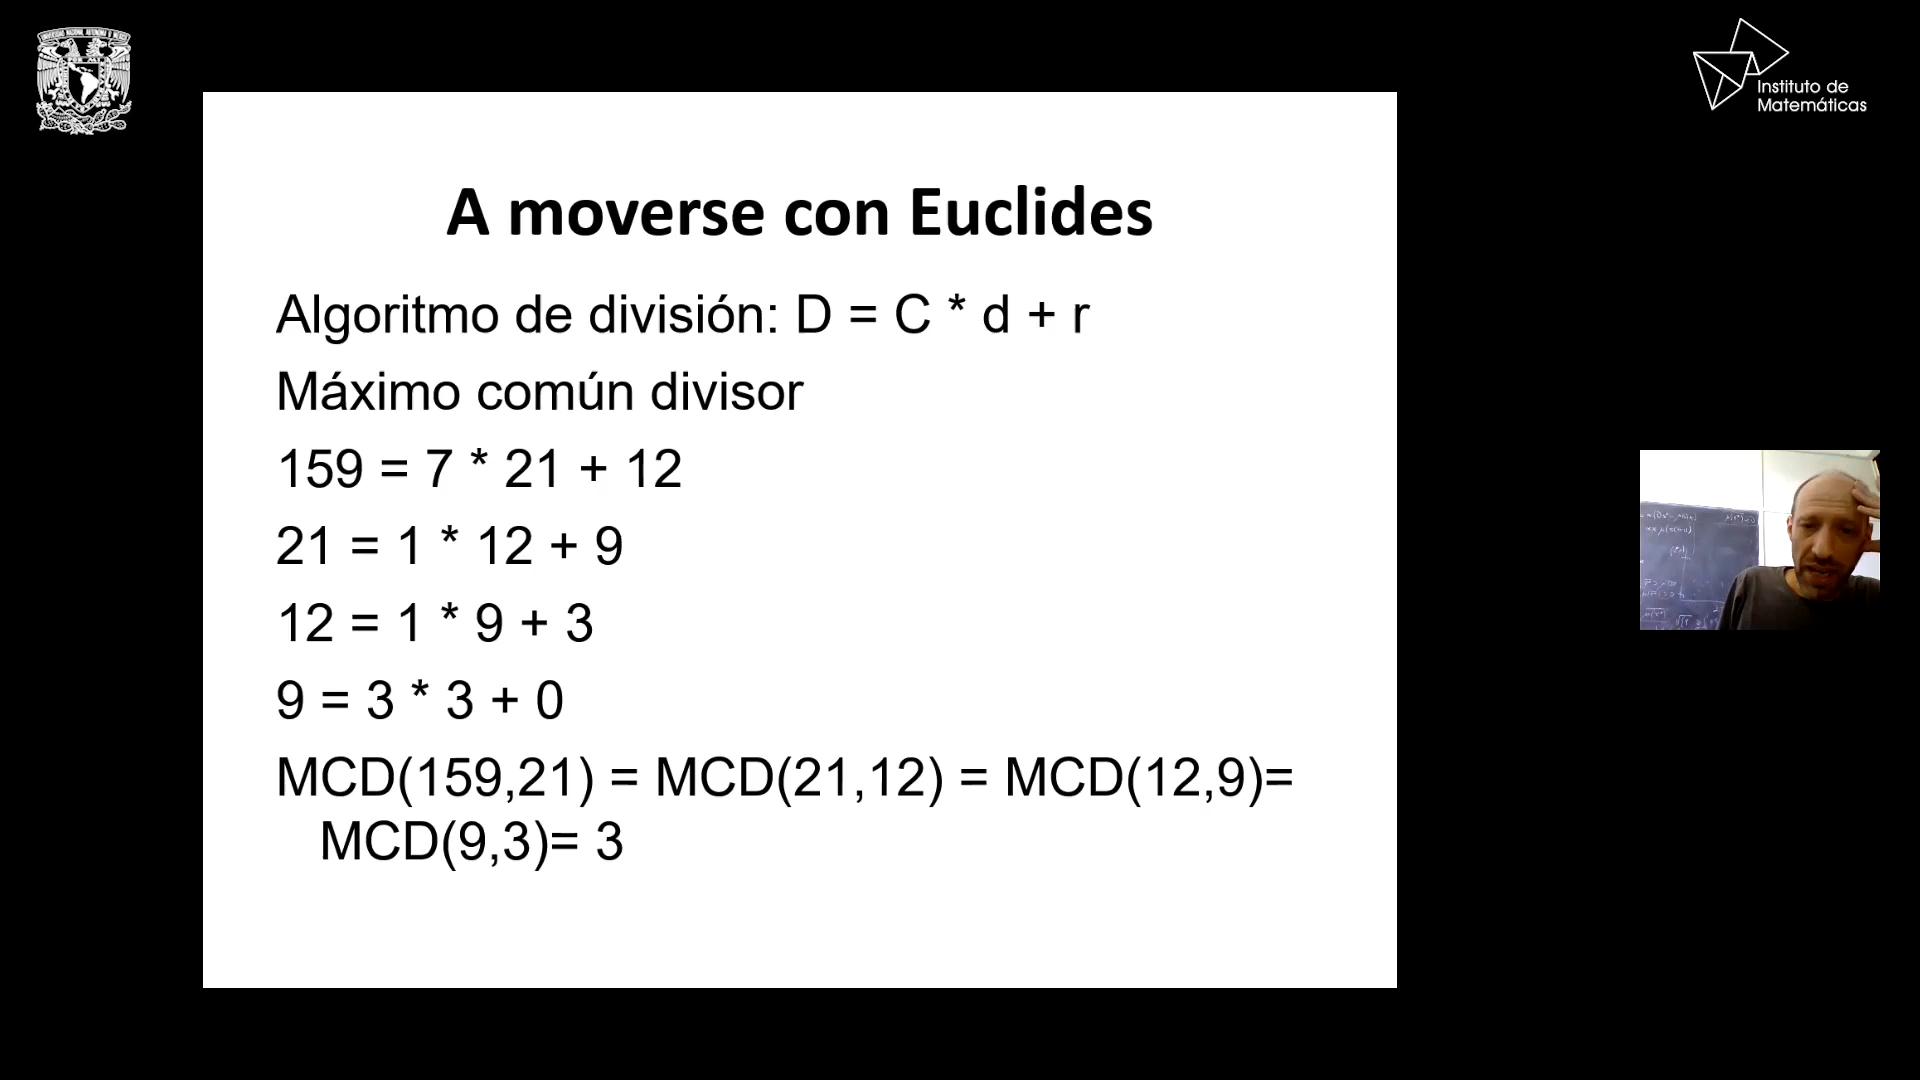 Instituto de
Matemáticas
A moverse con Euclides
Algoritmo de división: D = C * d + r
Máximo común divisor
159 = 7 * 21 + 12
21 = 1 * 12 + 9
12 = 1 * 9 + 3
9 = 3 * 3 + 0
MCD(159,21) = MCD(21,12) = MCD(12,9)=
MCD(9,3)= 3